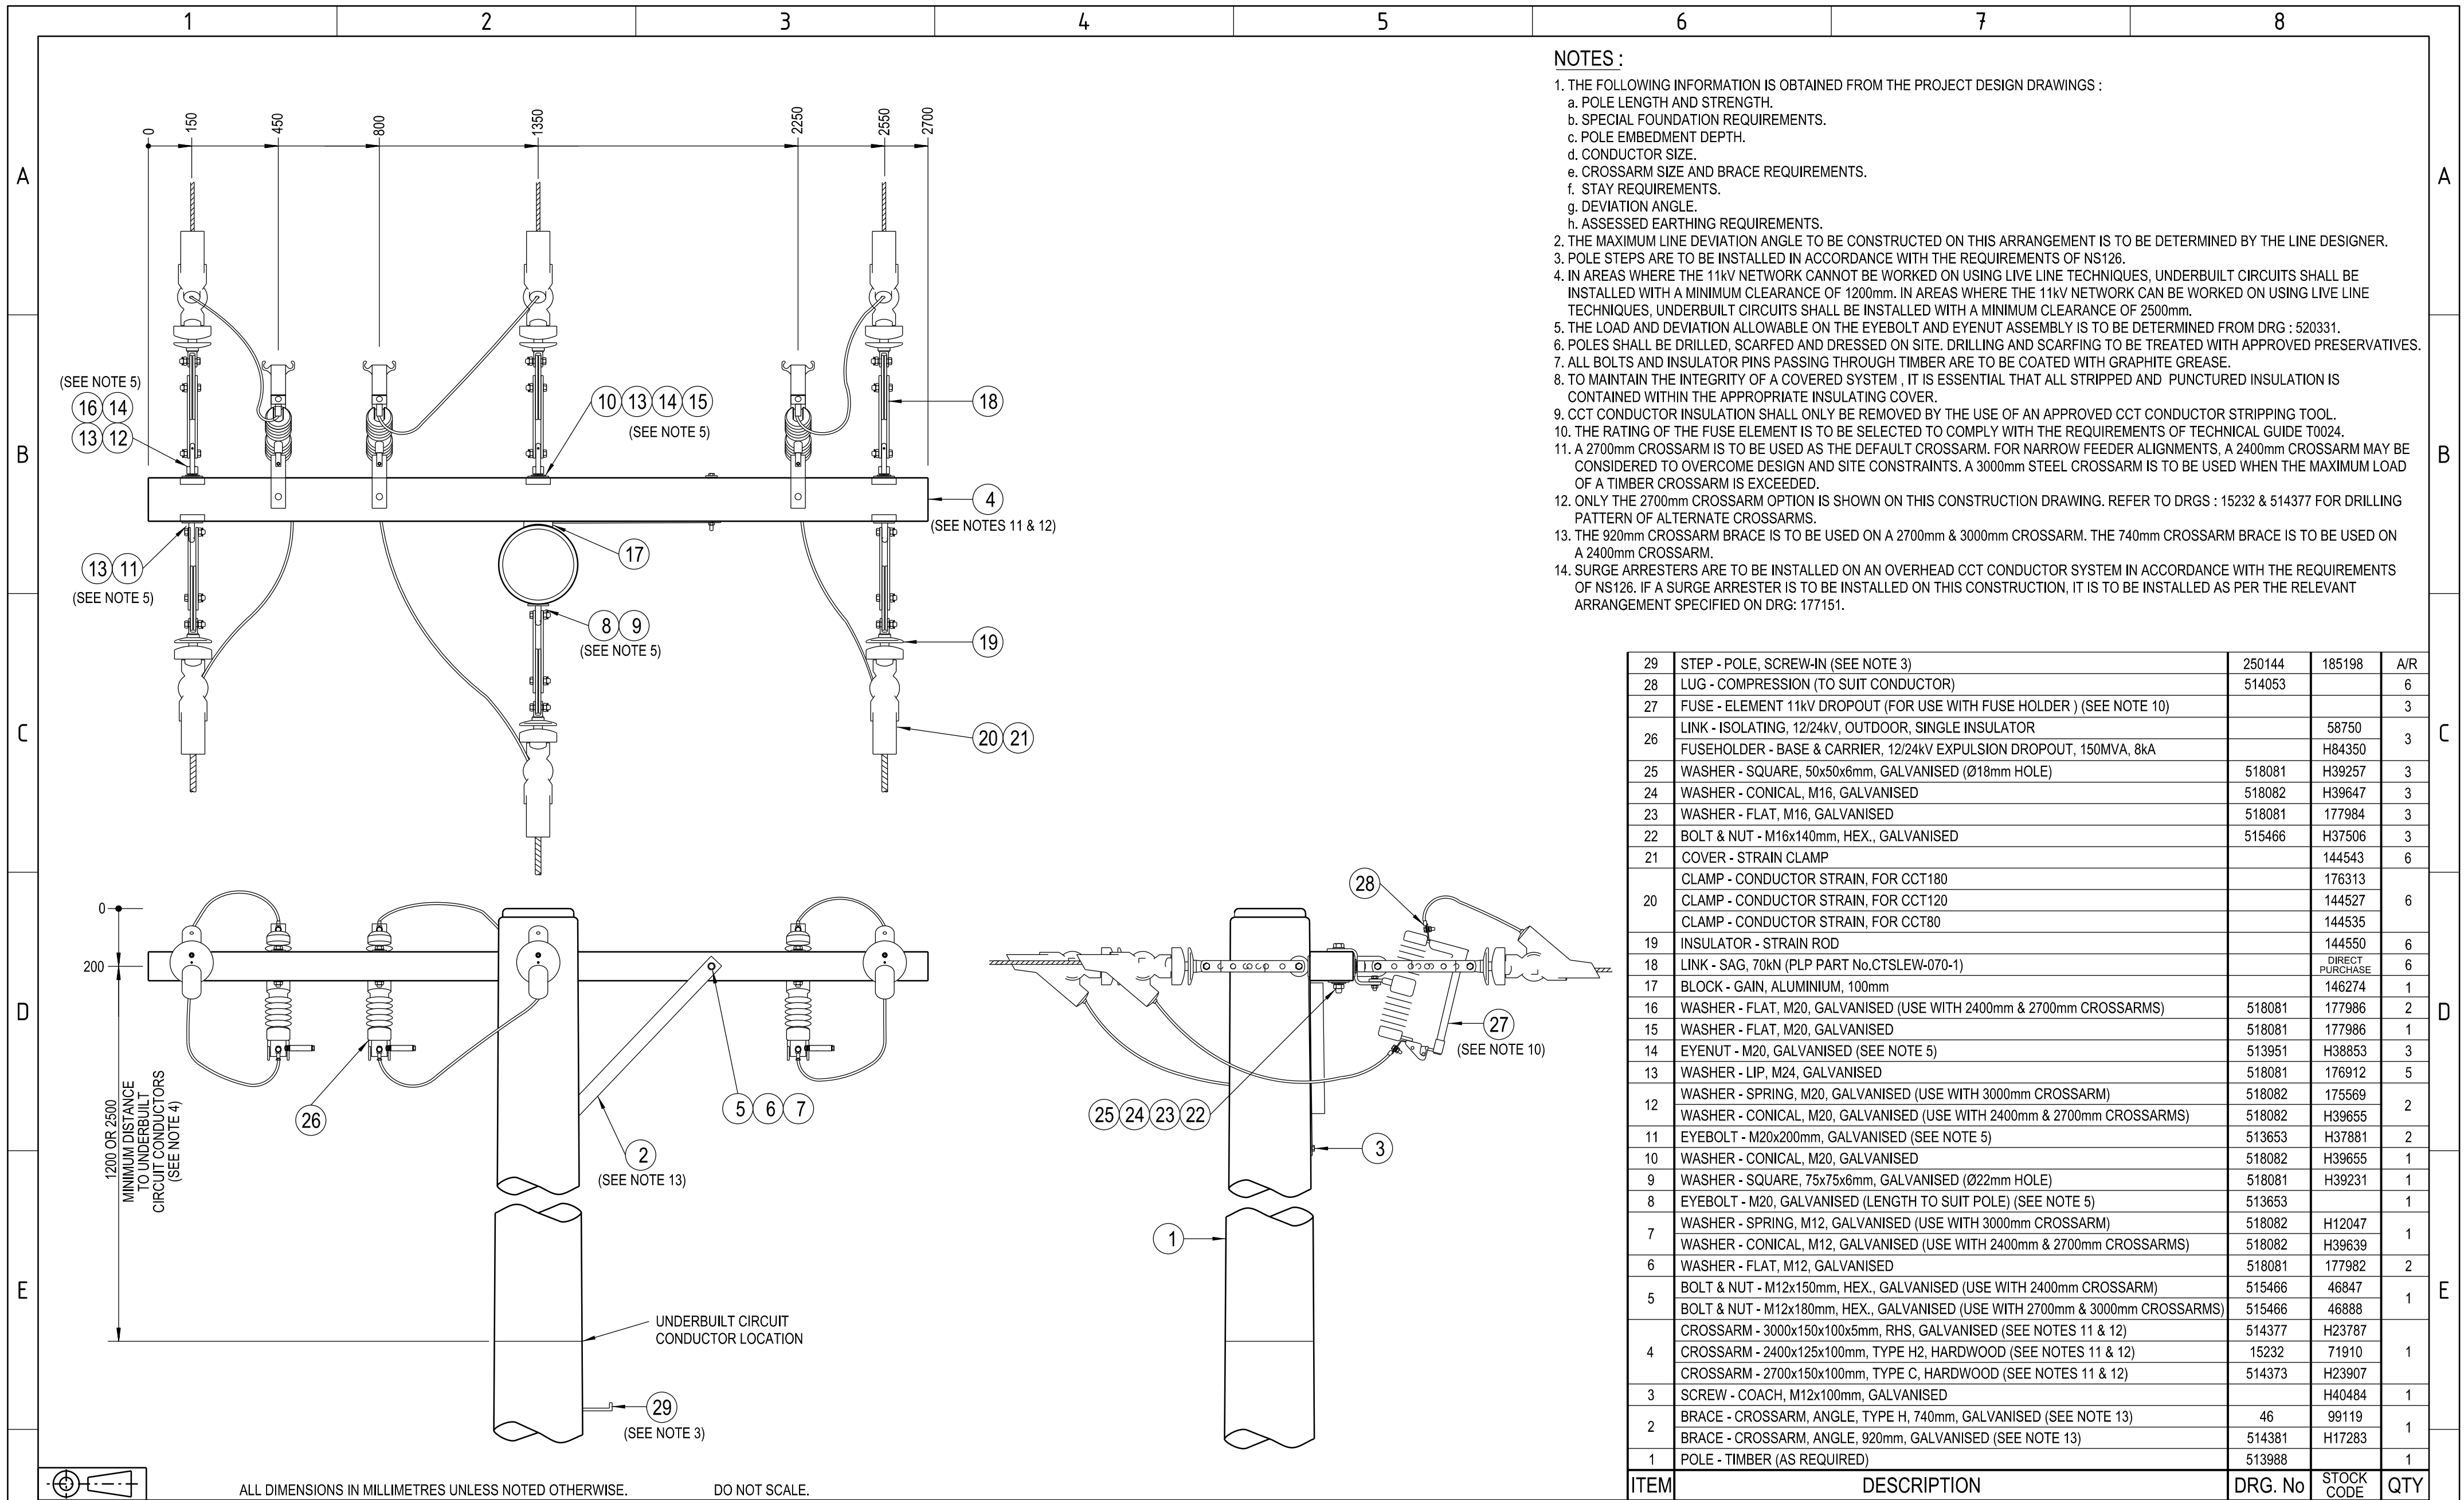 1 2 3 4 5 6 7 8
A
B
C
D
E
A
B
C
D
E
0
150
450
800
1350
2250
2550
2700
(SEE NOTE 5)
16 14
13 12
10 13 14 15
(SEE NOTE 5)
18
4
(SEE NOTES 11 & 12)
17
13 11
(SEE NOTE 5)
8 9
(SEE NOTE 5)
19
20 21
0
200
1200 OR 2500
MINIMUM DISTANCE
TO UNDERBUILT
CIRCUIT CONDUCTORS
(SEE NOTE 4)
26
5 6 7
2
(SEE NOTE 13)
UNDERBUILT CIRCUIT
CONDUCTOR LOCATION
29
(SEE NOTE 3)
28
27
(SEE NOTE 10)
25 24 23 22
3
1
ALL DIMENSIONS IN MILLIMETRES UNLESS NOTED OTHERWISE. DO NOT SCALE.
NOTES :
1. THE FOLLOWING INFORMATION IS OBTAINED FROM THE PROJECT DESIGN DRAWINGS :
a. POLE LENGTH AND STRENGTH.
b. SPECIAL FOUNDATION REQUIREMENTS.
c. POLE EMBEDMENT DEPTH.
d. CONDUCTOR SIZE.
e. CROSSARM SIZE AND BRACE REQUIREMENTS.
f. STAY REQUIREMENTS.
g. DEVIATION ANGLE.
h. ASSESSED EARTHING REQUIREMENTS.
2. THE MAXIMUM LINE DEVIATION ANGLE TO BE CONSTRUCTED ON THIS ARRANGEMENT IS TO BE DETERMINED BY THE LINE DESIGNER.
3. POLE STEPS ARE TO BE INSTALLED IN ACCORDANCE WITH THE REQUIREMENTS OF NS126.
4. IN AREAS WHERE THE 11kV NETWORK CANNOT BE WORKED ON USING LIVE LINE TECHNIQUES, UNDERBUILT CIRCUITS SHALL BE
INSTALLED WITH A MINIMUM CLEARANCE OF 1200mm. IN AREAS WHERE THE 11kV NETWORK CAN BE WORKED ON USING LIVE LINE
TECHNIQUES, UNDERBUILT CIRCUITS SHALL BE INSTALLED WITH A MINIMUM CLEARANCE OF 2500mm.
5. THE LOAD AND DEVIATION ALLOWABLE ON THE EYEBOLT AND EYENUT ASSEMBLY IS TO BE DETERMINED FROM DRG : 520331.
6. POLES SHALL BE DRILLED, SCARFED AND DRESSED ON SITE. DRILLING AND SCARFING TO BE TREATED WITH APPROVED PRESERVATIVES.
7. ALL BOLTS AND INSULATOR PINS PASSING THROUGH TIMBER ARE TO BE COATED WITH GRAPHITE GREASE.
8. TO MAINTAIN THE INTEGRITY OF A COVERED SYSTEM , IT IS ESSENTIAL THAT ALL STRIPPED AND PUNCTURED INSULATION IS
CONTAINED WITHIN THE APPROPRIATE INSULATING COVER.
9. CCT CONDUCTOR INSULATION SHALL ONLY BE REMOVED BY THE USE OF AN APPROVED CCT CONDUCTOR STRIPPING TOOL.
10. THE RATING OF THE FUSE ELEMENT IS TO BE SELECTED TO COMPLY WITH THE REQUIREMENTS OF TECHNICAL GUIDE T0024.
11. A 2700mm CROSSARM IS TO BE USED AS THE DEFAULT CROSSARM. FOR NARROW FEEDER ALIGNMENTS, A 2400mm CROSSARM MAY BE
CONSIDERED TO OVERCOME DESIGN AND SITE CONSTRAINTS. A 3000mm STEEL CROSSARM IS TO BE USED WHEN THE MAXIMUM LOAD
OF A TIMBER CROSSARM IS EXCEEDED.
12. ONLY THE 2700mm CROSSARM OPTION IS SHOWN ON THIS CONSTRUCTION DRAWING. REFER TO DRGS : 15232 & 514377 FOR DRILLING
PATTERN OF ALTERNATE CROSSARMS.
13. THE 920mm CROSSARM BRACE IS TO BE USED ON A 2700mm & 3000mm CROSSARM. THE 740mm CROSSARM BRACE IS TO BE USED ON
A 2400mm CROSSARM.
14. SURGE ARRESTERS ARE TO BE INSTALLED ON AN OVERHEAD CCT CONDUCTOR SYSTEM IN ACCORDANCE WITH THE REQUIREMENTS
OF NS126. IF A SURGE ARRESTER IS TO BE INSTALLED ON THIS CONSTRUCTION, IT IS TO BE INSTALLED AS PER THE RELEVANT
ARRANGEMENT SPECIFIED ON DRG: 177151.
29 STEP - POLE, SCREW-IN (SEE NOTE 3) 250144 185198 A/R
28 LUG - COMPRESSION (TO SUIT CONDUCTOR) 514053 6
27 FUSE - ELEMENT 11kV DROPOUT (FOR USE WITH FUSE HOLDER ) (SEE NOTE 10) 3
26 LINK - ISOLATING, 12/24kV, OUTDOOR, SINGLE INSULATOR 58750 3
FUSEHOLDER - BASE & CARRIER, 12/24kV EXPULSION DROPOUT, 150MVA, 8kA H84350
25 WASHER - SQUARE, 50x50x6mm, GALVANISED (Ø18mm HOLE) 518081 H39257 3
24 WASHER - CONICAL, M16, GALVANISED 518082 H39647 3
23 WASHER - FLAT, M16, GALVANISED 518081 177984 3
22 BOLT & NUT - M16x140mm, HEX., GALVANISED 515466 H37506 3
21 COVER - STRAIN CLAMP 144543 6
CLAMP - CONDUCTOR STRAIN, FOR CCT180 176313
20 CLAMP - CONDUCTOR STRAIN, FOR CCT120 144527 6
CLAMP - CONDUCTOR STRAIN, FOR CCT80 144535
19 INSULATOR - STRAIN ROD 144550 6
18 LINK - SAG, 70kN (PLP PART No.CTSLEW-070-1) DIRECT PURCHASE 6
17 BLOCK - GAIN, ALUMINIUM, 100mm 146274 1
16 WASHER - FLAT, M20, GALVANISED (USE WITH 2400mm & 2700mm CROSSARMS) 518081 177986 2
15 WASHER - FLAT, M20, GALVANISED 518081 177986 1
14 EYENUT - M20, GALVANISED (SEE NOTE 5) 513951 H38853 3
13 WASHER - LIP, M24, GALVANISED 518081 176912 5
12 WASHER - SPRING, M20, GALVANISED (USE WITH 3000mm CROSSARM) 518082 175569 2
WASHER - CONICAL, M20, GALVANISED (USE WITH 2400mm & 2700mm CROSSARMS) 518082 H39655
11 EYEBOLT - M20x200mm, GALVANISED (SEE NOTE 5) 513653 H37881 2
10 WASHER - CONICAL, M20, GALVANISED 518082 H39655 1
9 WASHER - SQUARE, 75x75x6mm, GALVANISED (Ø22mm HOLE) 518081 H39231 1
8 EYEBOLT - M20, GALVANISED (LENGTH TO SUIT POLE) (SEE NOTE 5) 513653 1
7 WASHER - SPRING, M12, GALVANISED (USE WITH 3000mm CROSSARM) 518082 H12047 1
WASHER - CONICAL, M12, GALVANISED (USE WITH 2400mm & 2700mm CROSSARMS) 518082 H39639
6 WASHER - FLAT, M12, GALVANISED 518081 177982 2
5 BOLT & NUT - M12x150mm, HEX., GALVANISED (USE WITH 2400mm CROSSARM) 515466 46847 1
BOLT & NUT - M12x180mm, HEX., GALVANISED (USE WITH 2700mm & 3000mm CROSSARMS) 515466 46888
CROSSARM - 3000x150x100x5mm, RHS, GALVANISED (SEE NOTES 11 & 12) 514377 H23787
4 CROSSARM - 2400x125x100mm, TYPE H2, HARDWOOD (SEE NOTES 11 & 12) 15232 71910 1
CROSSARM - 2700x150x100mm, TYPE C, HARDWOOD (SEE NOTES 11 & 12) 514373 H23907
3 SCREW - COACH, M12x100mm, GALVANISED H40484 1
2 BRACE - CROSSARM, ANGLE, TYPE H, 740mm, GALVANISED (SEE NOTE 13) 46 99119 1
BRACE - CROSSARM, ANGLE, 920mm, GALVANISED (SEE NOTE 13) 514381 H17283
1 POLE - TIMBER (AS REQUIRED) 513988 1
ITEM DESCRIPTION DRG. No STOCK CODE QTY